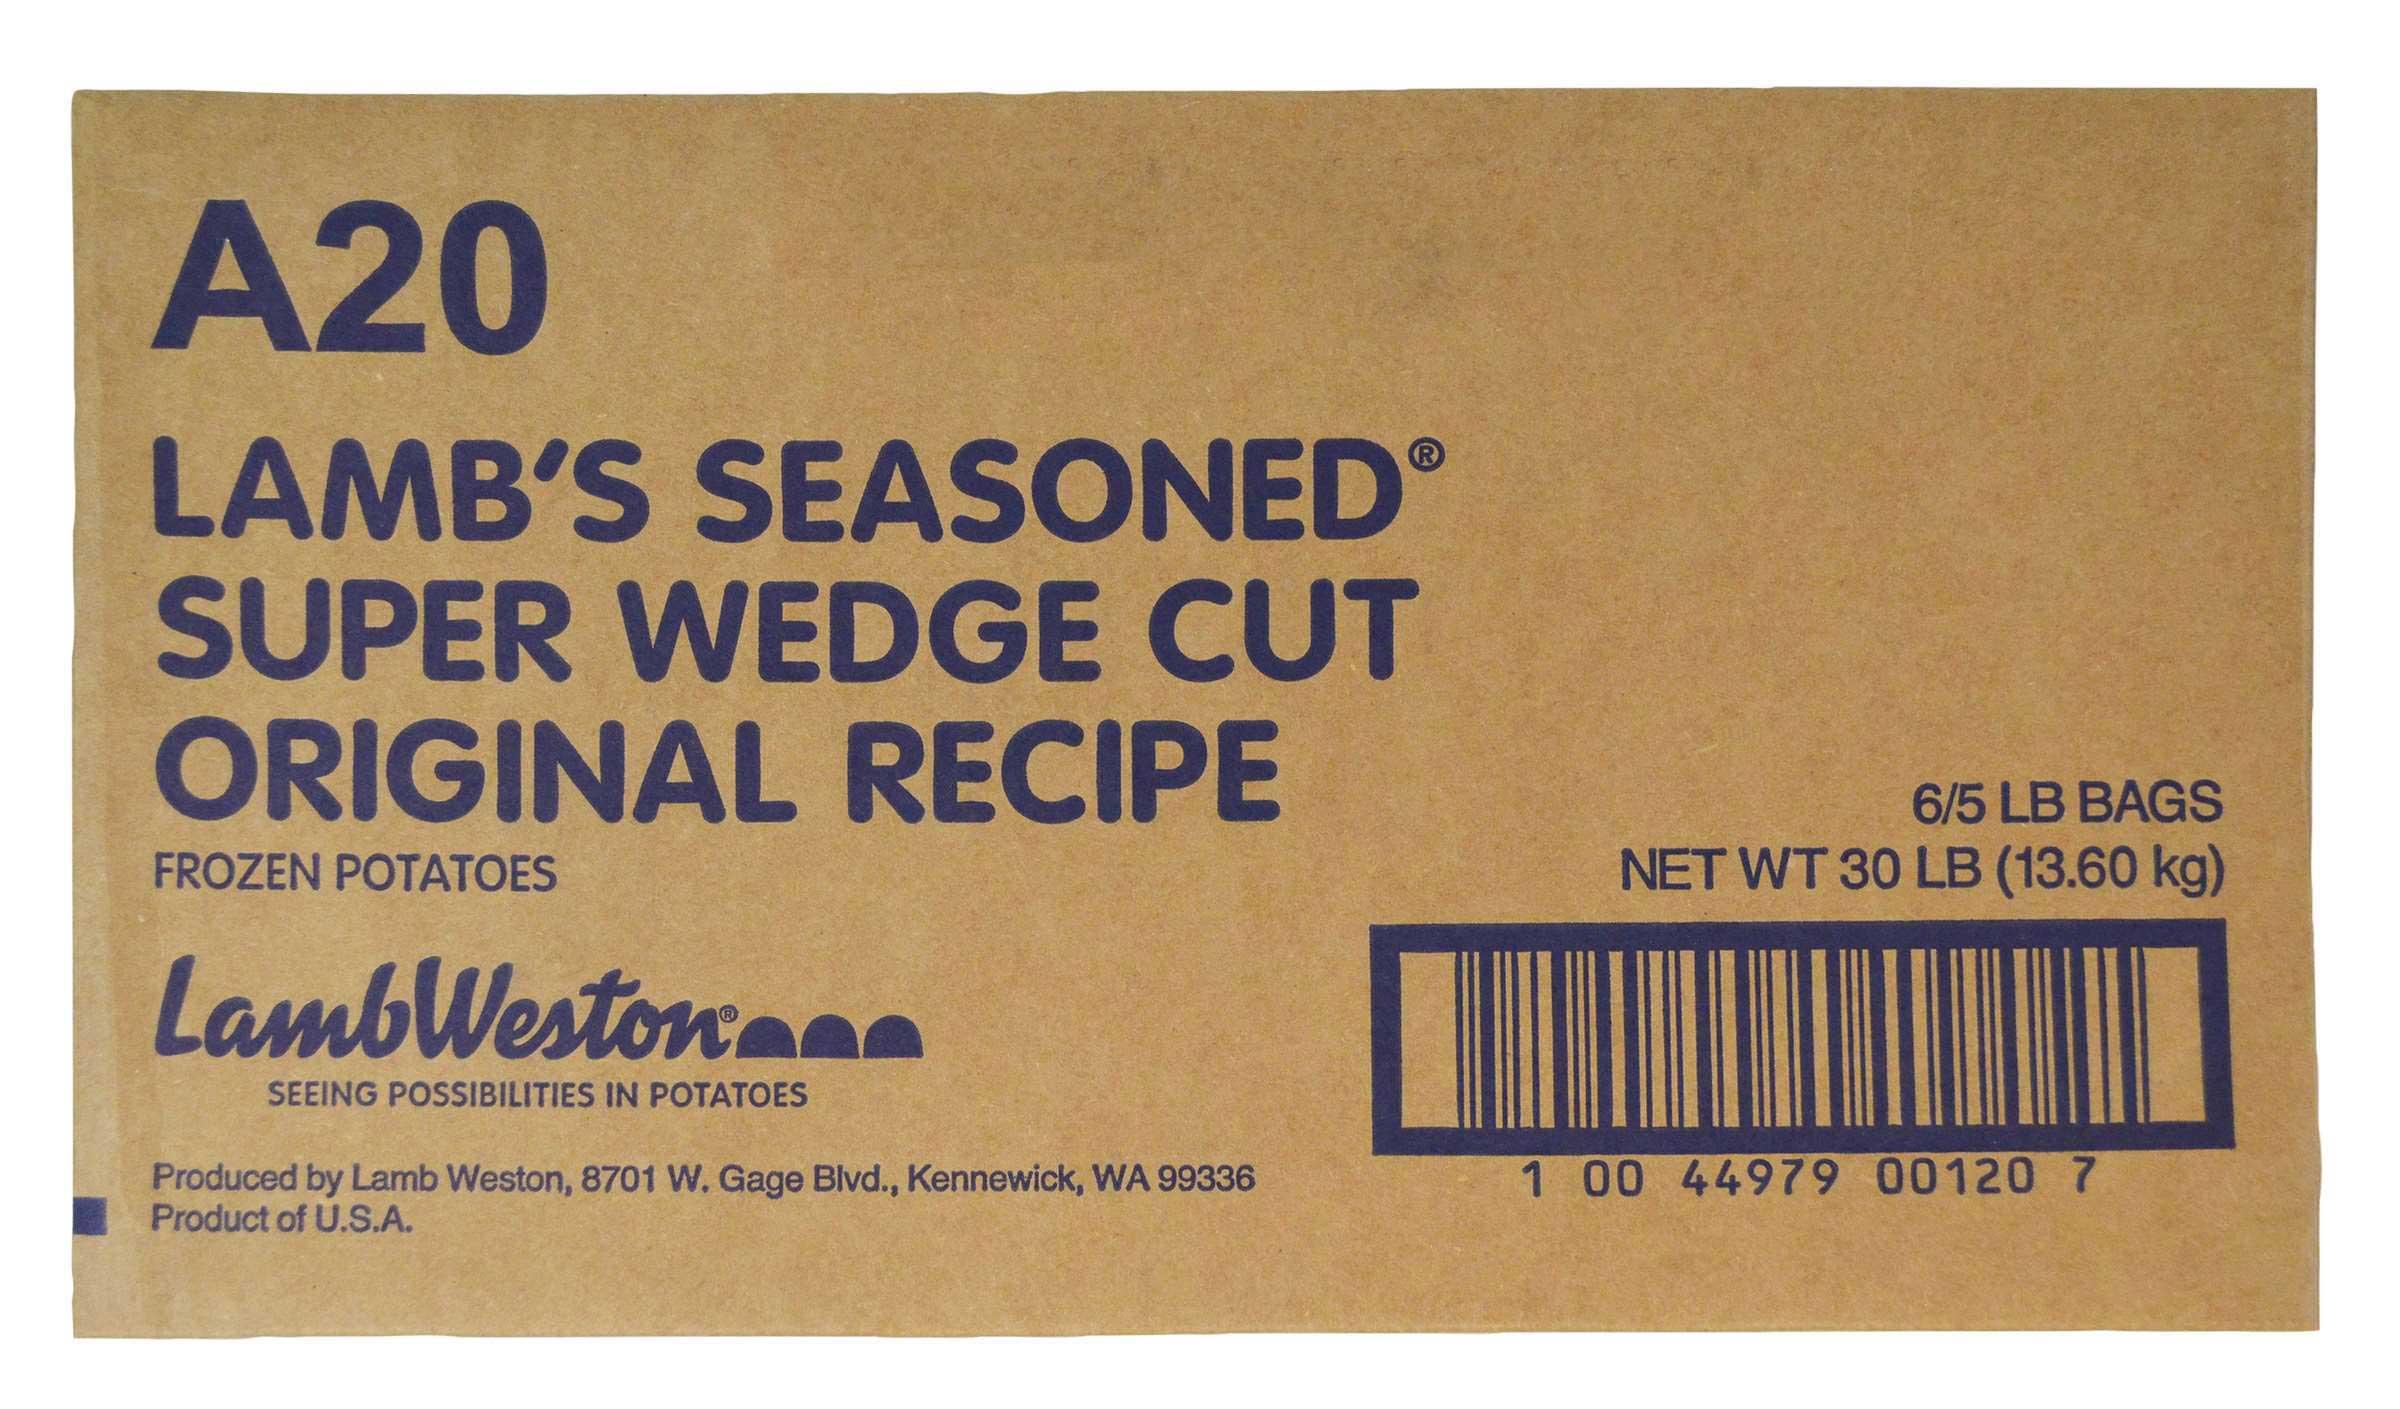 A20
LAMB'S SEASONED®
SUPER WEDGE CUT
ORIGINAL RECIPE
FROZEN POTATOES
6/5 LB BAGS
NET WT 30 LB (13.60 kg)
LambWeston®
SEEING POSSIBILITIES IN POTATOES
Produced by Lamb Weston, 8701 W. Gage Blvd., Kennewick, WA 99336
Product of U.S.A.
1 00 44979 00120 7